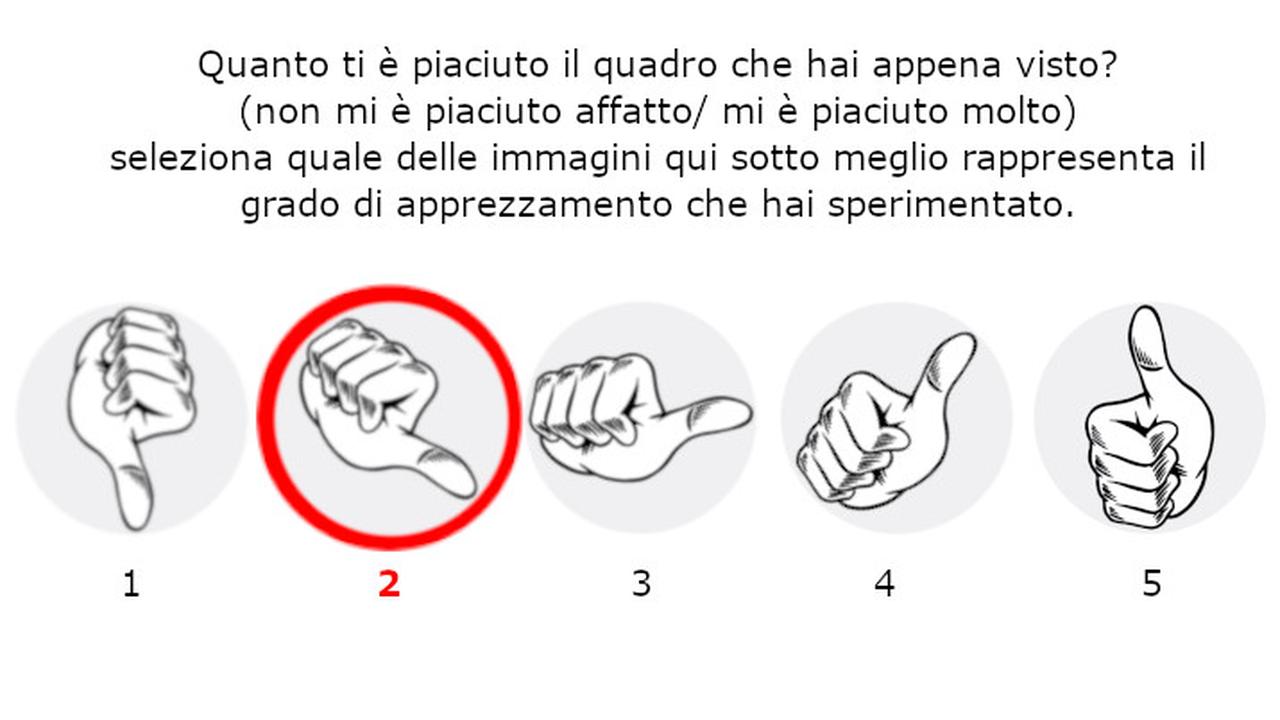 Quanto ti è piaciuto il quadro che hai appena visto?
(non mi è piaciuto affatto/ mi è piaciuto molto)
seleziona quale delle immagini qui sotto meglio rappresenta il
grado di apprezzamento che hai sperimentato.
1 2 3 4 5